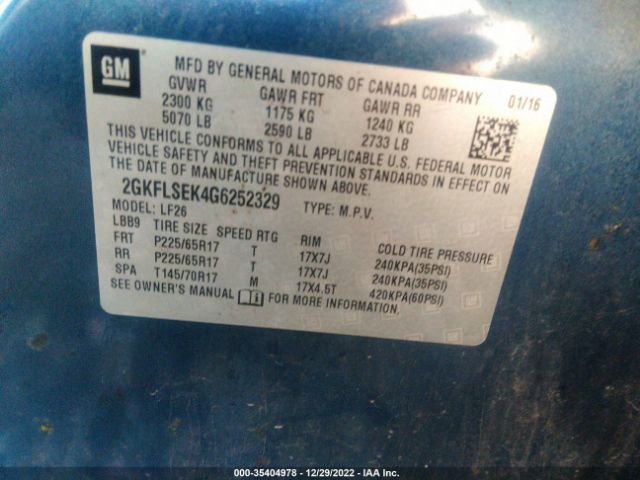 GM
MFD BY GENERAL MOTORS OF CANADA COMPANY
01/16
GVWR GAWR FRT GAWR RR
2300 KG 1175 KG 1240 KG
5070 LB 2590 LB 2733 LB
THIS VEHICLE CONFORMS TO ALL APPLICABLE U.S. FEDERAL MOTOR
VEHICLE SAFETY AND THEFT PREVENTION STANDARDS IN EFFECT ON
THE DATE OF MANUFACTURE SHOWN ABOVE.
2GKFLSEK4G6252329 TYPE: M.P.V.
MODEL: LF26
LBB9 TIRE SIZE SPEED RTG RIM COLD TIRE PRESSURE
FRT P225/65R17 T 17X7J 240KPA(35PSI)
RR P225/65R17 T 17X7J 240KPA(35PSI)
SPA T145/70R17 M 17X4.5T 420KPA(60PSI)
SEE OWNER'S MANUAL FOR MORE INFORMATION.
000-35404978 - 12/29/2022 - IAA Inc.